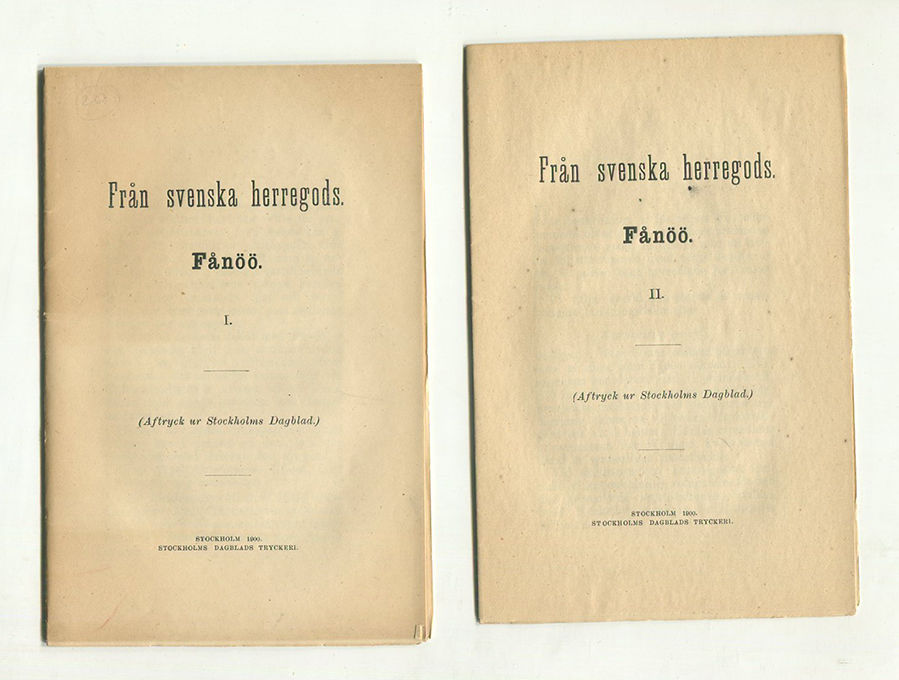 Från svenska herregods.
Fånöö.
I.
(Aftryck ur Stockholms Dagblad.)
STOCKHOLM 1900.
STOCKHOLMS DAGBLADS TRYCKERI.
Från svenska herregods.
Fånöö.
II.
(Aftryck ur Stockholms Dagblad.)
STOCKHOLM 1900.
STOCKHOLMS DAGBLADS TRYCKERI.